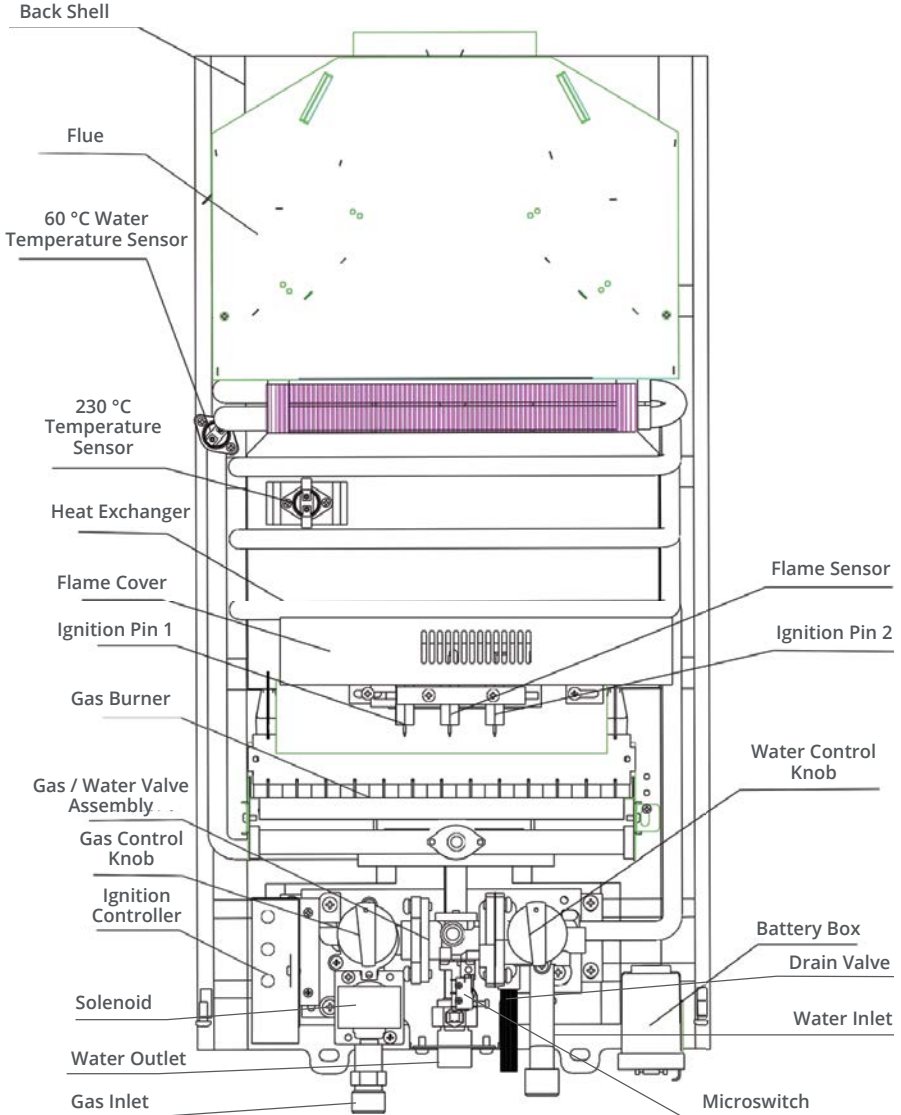 Back Shell
Flue
60 °C Water
Temperature Sensor
230 °C
Temperature
Sensor
Heat Exchanger
Flame Cover
Ignition Pin 1
Gas Burner
Gas / Water Valve
Assembly
Gas Control
Knob
Ignition
Controller
Solenoid
Water Outlet
Gas Inlet
Flame Sensor
Ignition Pin 2
Water Control
Knob
Battery Box
Drain Valve
Water Inlet
Microswitch